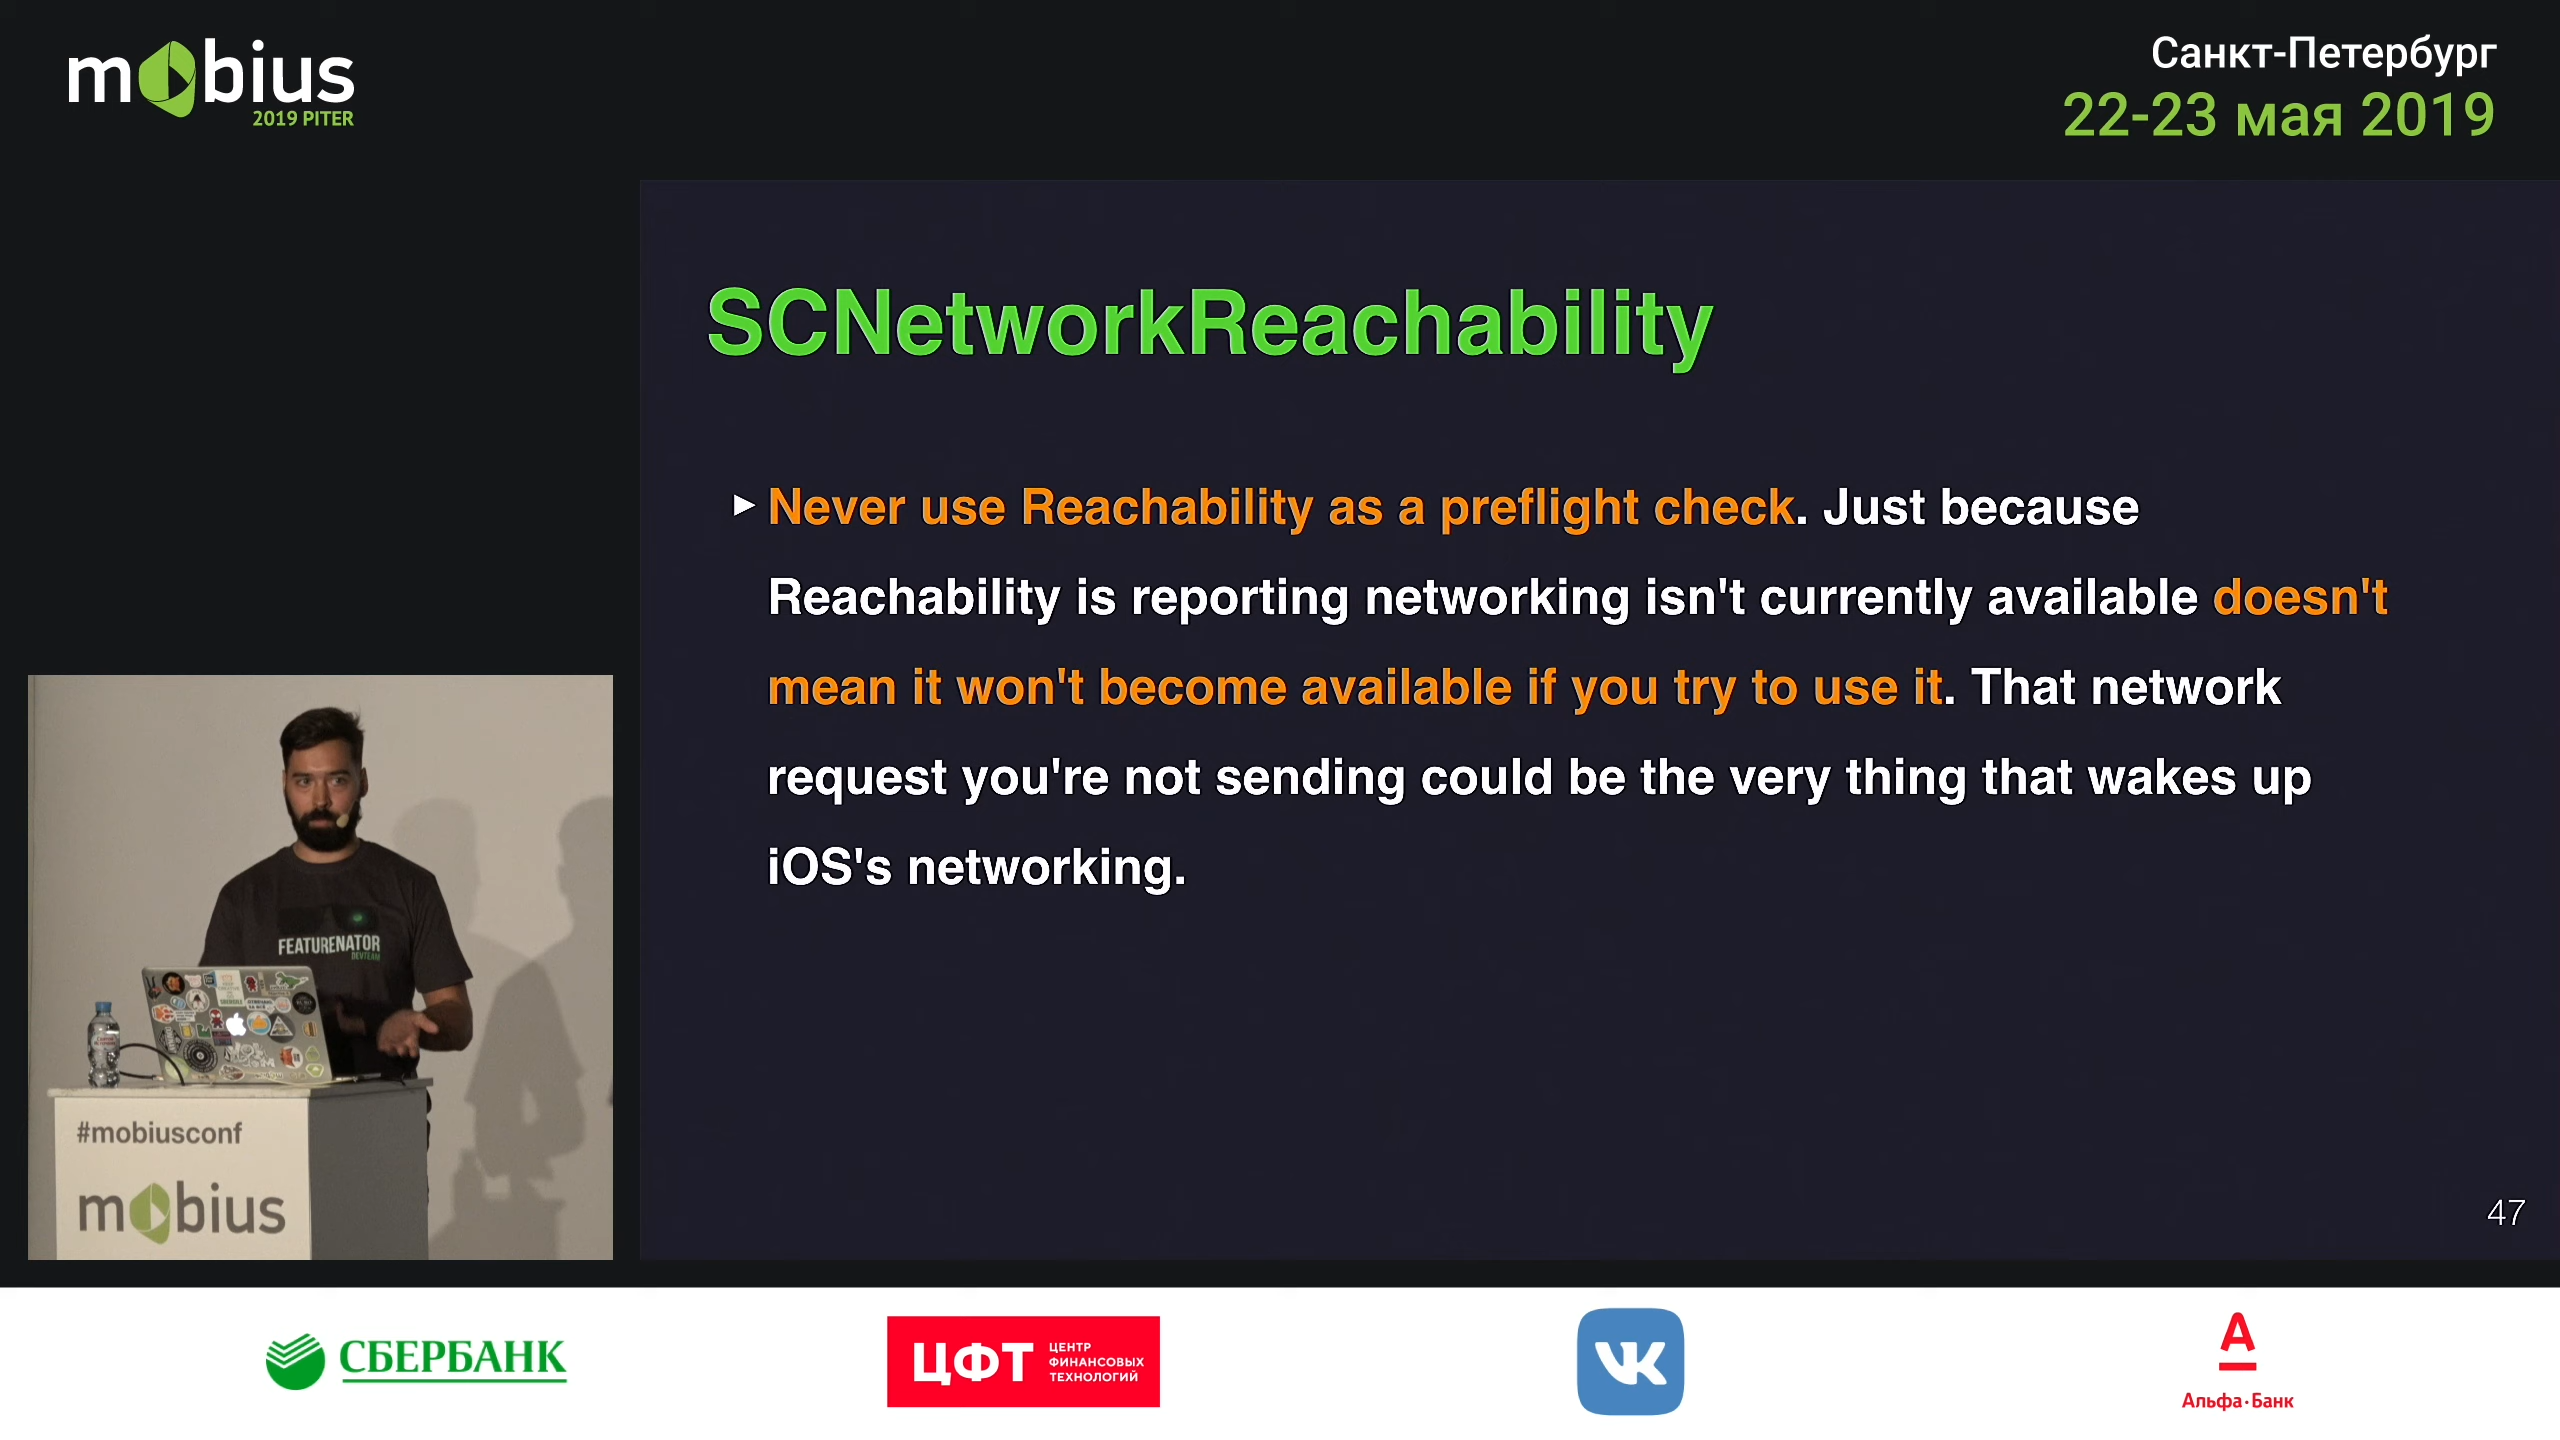 mobius
2019 PITER
Санкт-Петербург
22-23 мая 2019
SCNetworkReachability
Never use Reachability as a preflight check. Just because
Reachability is reporting networking isn't currently available doesn't
mean it won't become available if you try to use it. That network
request you're not sending could be the very thing that wakes up
iOS's networking.
47
FEATURENATOR
DEVTEAM
#mobiusconf
mobius
СБЕРБАНК
ЦФТ
ЦЕНТР
ФИНАНСОВЫХ
ТЕХНОЛОГИЙ
VK
А
Альфа·Банк